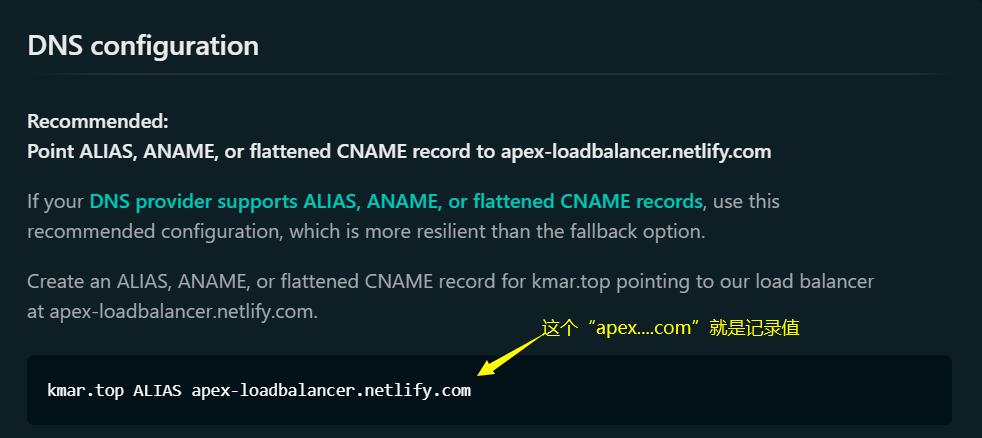 DNS configuration
Recommended:
Point ALIAS, ANAME, or flattened CNAME record to apex-loadbalancer.netlify.com
If your DNS provider supports ALIAS, ANAME, or flattened CNAME records, use this
recommended configuration, which is more resilient than the fallback option.
Create an ALIAS, ANAME, or flattened CNAME record for kmar.top pointing to our load balancer
at apex-loadbalancer.netlify.com.
这个“apex....com”就是记录值
kmar.top ALIAS apex-loadbalancer.netlify.com